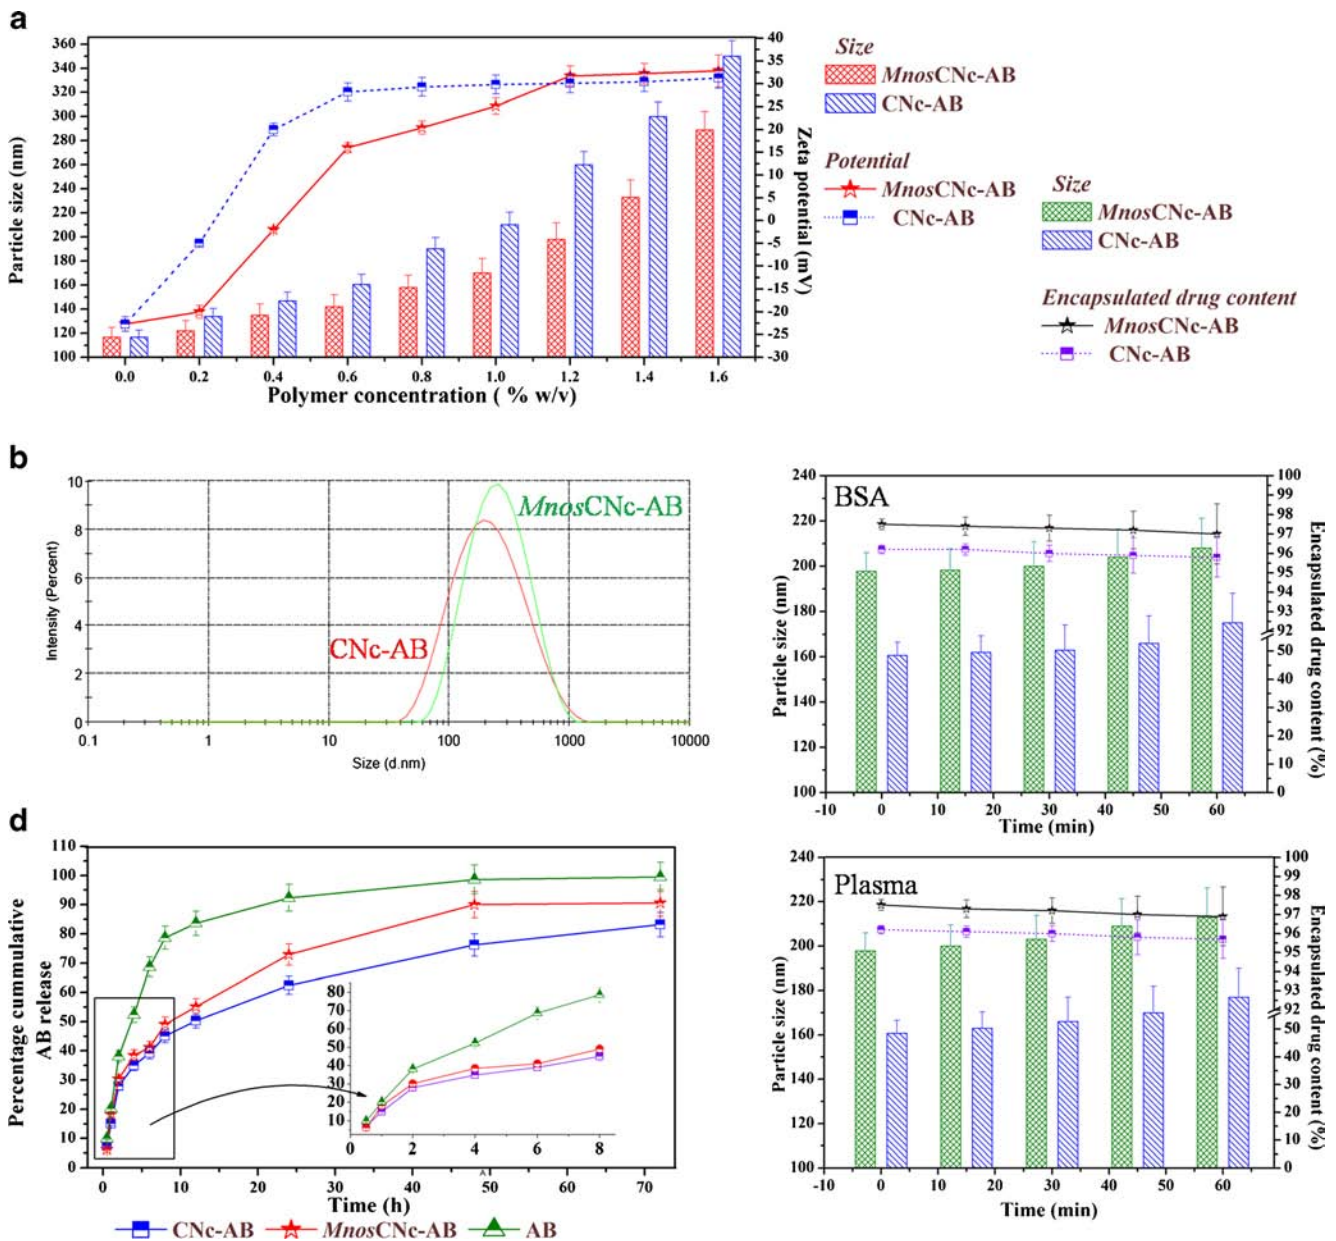 a
360
340
320
300
280
260
240
220
200
180
160
140
120
100
Particle size (nm)
40
35
30
25
20
15
10
5
0
-5
-10
-15
-20
-25
-30
Zeta potential (mV)
0.0 0.2 0.4 0.6 0.8 1.0 1.2 1.4 1.6
Polymer concentration ( % w/v)
Size
MnosCNc-AB
CNc-AB
Potential
MnosCNc-AB
CNc-AB
Size
MnosCNc-AB
CNc-AB
Encapsulated drug content
MnosCNc-AB
CNc-AB
b
10
8
6
4
2
0
Intensity (Percent)
MnosCNc-AB
CNc-AB
0.1 1 10 100 1000 10000
Size (d.nm)
BSA
240
220
200
180
160
140
120
100
Particle size (nm)
100
99
98
97
96
95
94
93
92
50
40
30
20
10
0
Encapsulated drug content (%)
-10 0 10 20 30 40 50 60
Time (min)
d
110
100
90
80
70
60
50
40
30
20
10
0
Percentage cumulative
AB release
80
70
60
50
40
30
20
10
0 2 4 6 8
0 10 20 30 40 50 60 70
A
Time (h)
CNc-AB MnosCNc-AB AB
Plasma
240
220
200
180
160
140
120
100
Particle size (nm)
100
99
98
97
96
95
94
93
92
50
40
30
20
10
0
Encapsulated drug content (%)
-10 0 10 20 30 40 50 60
Time (min)